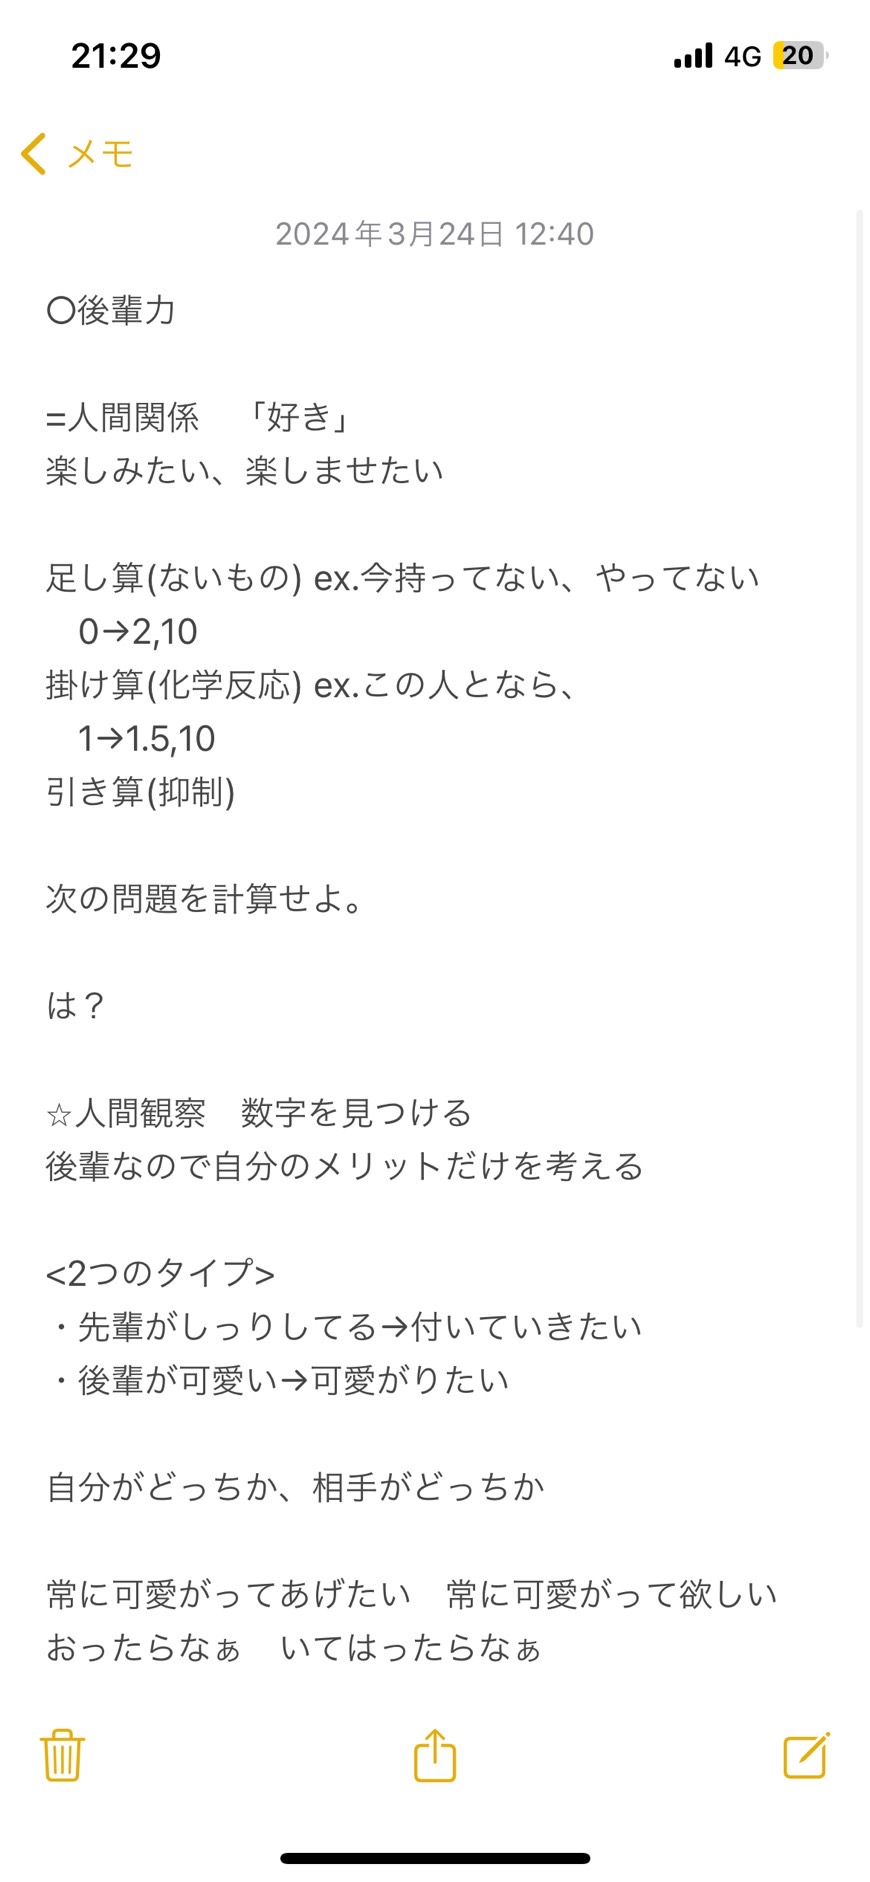 21:29
4G 20
メモ
2024年3月24日 12:40
〇後輩力
=人間関係　「好き」
楽しみたい、楽しませたい
足し算(ないもの) ex.今持ってない、やってない
　0→2,10
掛け算(化学反応) ex.この人となら、
　1→1.5,10
引き算(抑制)
次の問題を計算せよ。
は？
☆人間観察　数字を見つける
後輩なので自分のメリットだけを考える
<2つのタイプ>
・先輩がしっりしてる→付いていきたい
・後輩が可愛い→可愛がりたい
自分がどっちか、相手がどっちか
常に可愛がってあげたい　常に可愛がって欲しい
おったらなぁ　いてはったらなぁ